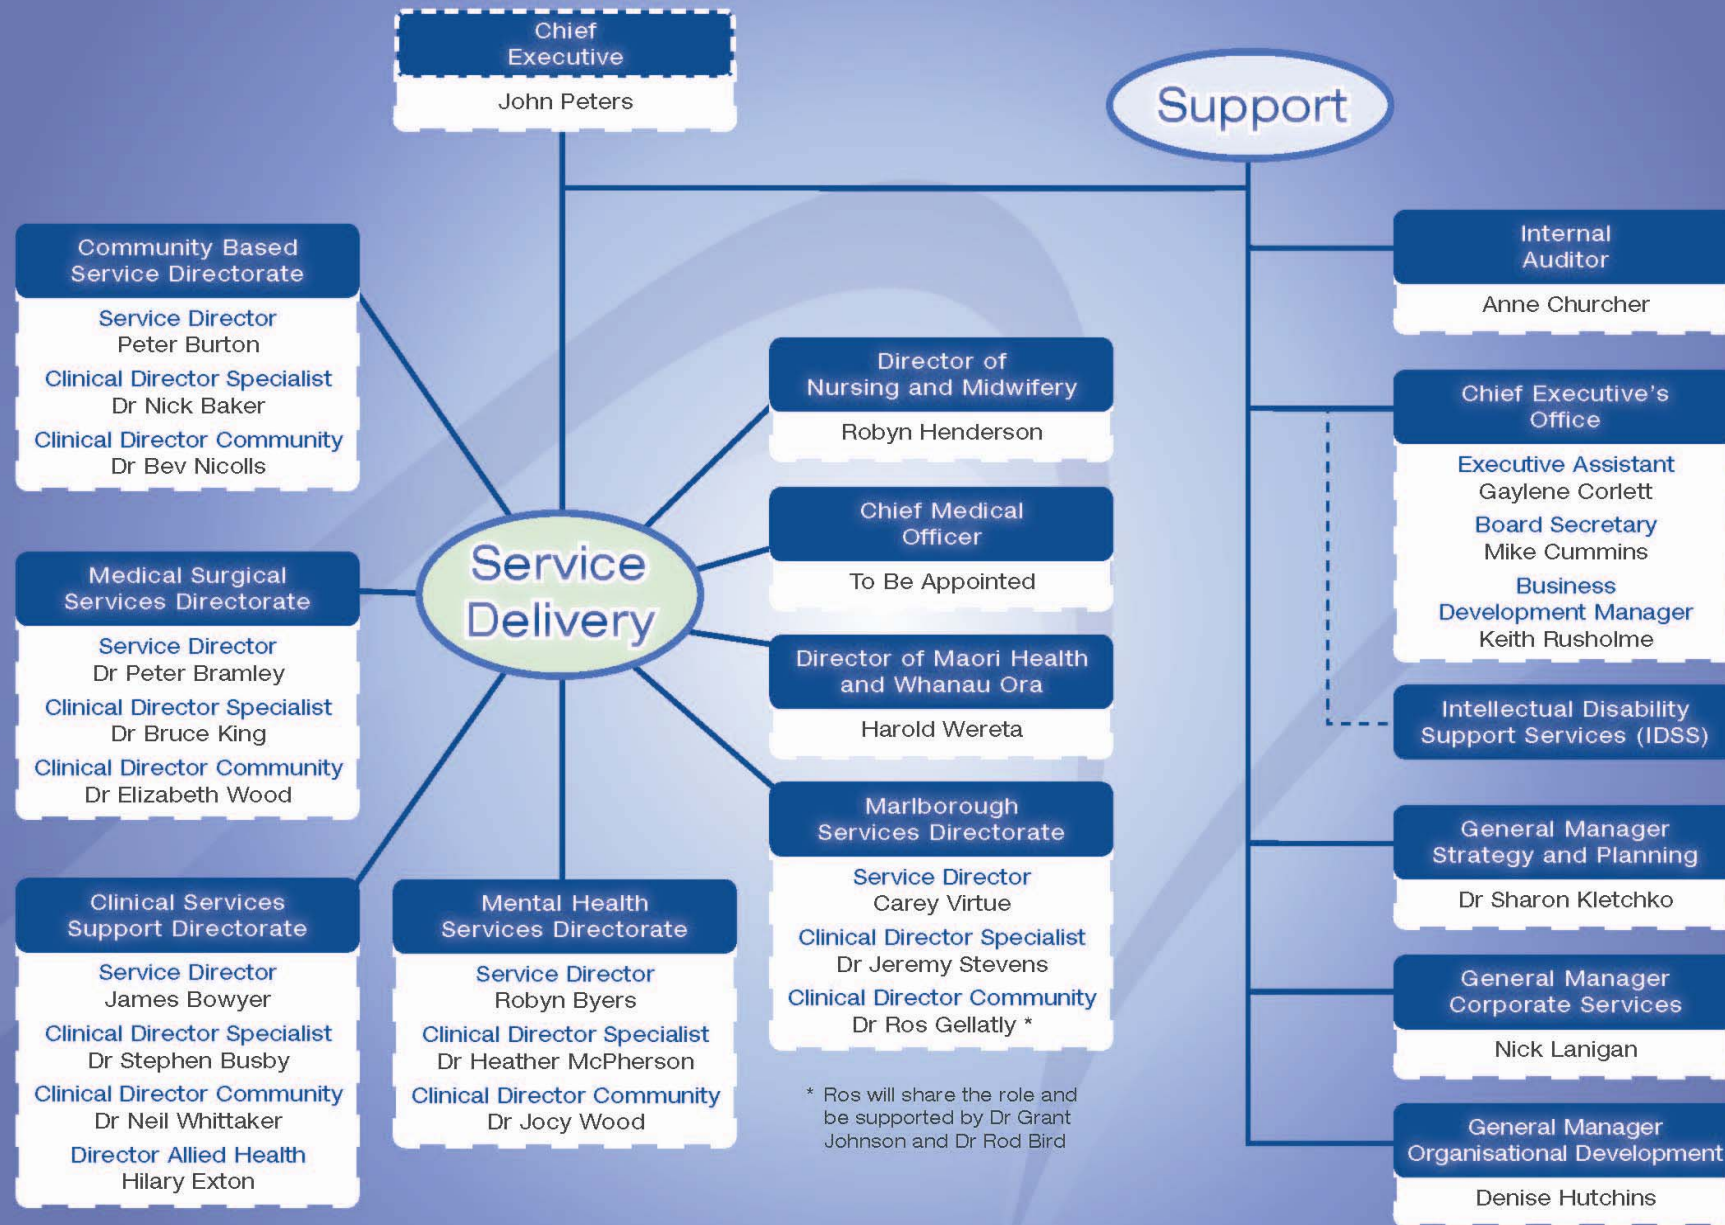 Chief
Executive
John Peters
Support
Community Based
Service Directorate
Service Director
Peter Burton
Clinical Director Specialist
Dr Nick Baker
Clinical Director Community
Dr Bev Nicolls
Medical Surgical
Services Directorate
Service Director
Dr Peter Bramley
Clinical Director Specialist
Dr Bruce King
Clinical Director Community
Dr Elizabeth Wood
Clinical Services
Support Directorate
Service Director
James Bowyer
Clinical Director Specialist
Dr Stephen Busby
Clinical Director Community
Dr Neil Whittaker
Director Allied Health
Hilary Exton
Service
Delivery
Mental Health
Services Directorate
Service Director
Robyn Byers
Clinical Director Specialist
Dr Heather McPherson
Clinical Director Community
Dr Jocy Wood
Director of
Nursing and Midwifery
Robyn Henderson
Chief Medical
Officer
To Be Appointed
Director of Maori Health
and Whanau Ora
Harold Wereta
Marlborough
Services Directorate
Service Director
Carey Virtue
Clinical Director Specialist
Dr Jeremy Stevens
Clinical Director Community
Dr Ros Gellatly *
* Ros will share the role and
be supported by Dr Grant
Johnson and Dr Rod Bird
Internal
Auditor
Anne Churcher
Chief Executive's
Office
Executive Assistant
Gaylene Corlett
Board Secretary
Mike Cummins
Business
Development Manager
Keith Rusholme
Intellectual Disability
Support Services (IDSS)
General Manager
Strategy and Planning
Dr Sharon Kletchko
General Manager
Corporate Services
Nick Lanigan
General Manager
Organisational Development
Denise Hutchins